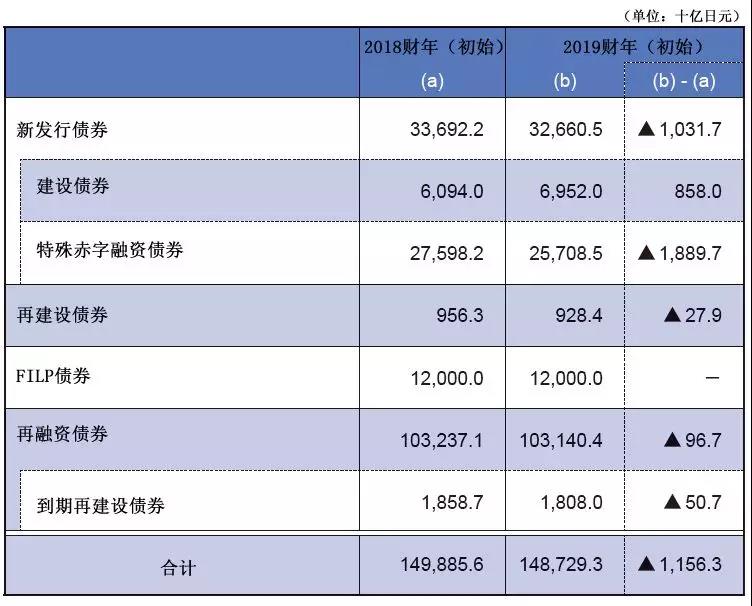 （单位：十亿日元）
2018财年（初始） 2019财年（初始）
(a) (b) (b) - (a)
新发行债券 33,692.2 32,660.5 ▲1,031.7
建设债券 6,094.0 6,952.0 858.0
特殊赤字融资债券 27,598.2 25,708.5 ▲1,889.7
再建设债券 956.3 928.4 ▲27.9
FILP债券 12,000.0 12,000.0 －
再融资债券 103,237.1 103,140.4 ▲96.7
到期再建设债券 1,858.7 1,808.0 ▲50.7
合计 149,885.6 148,729.3 ▲1,156.3